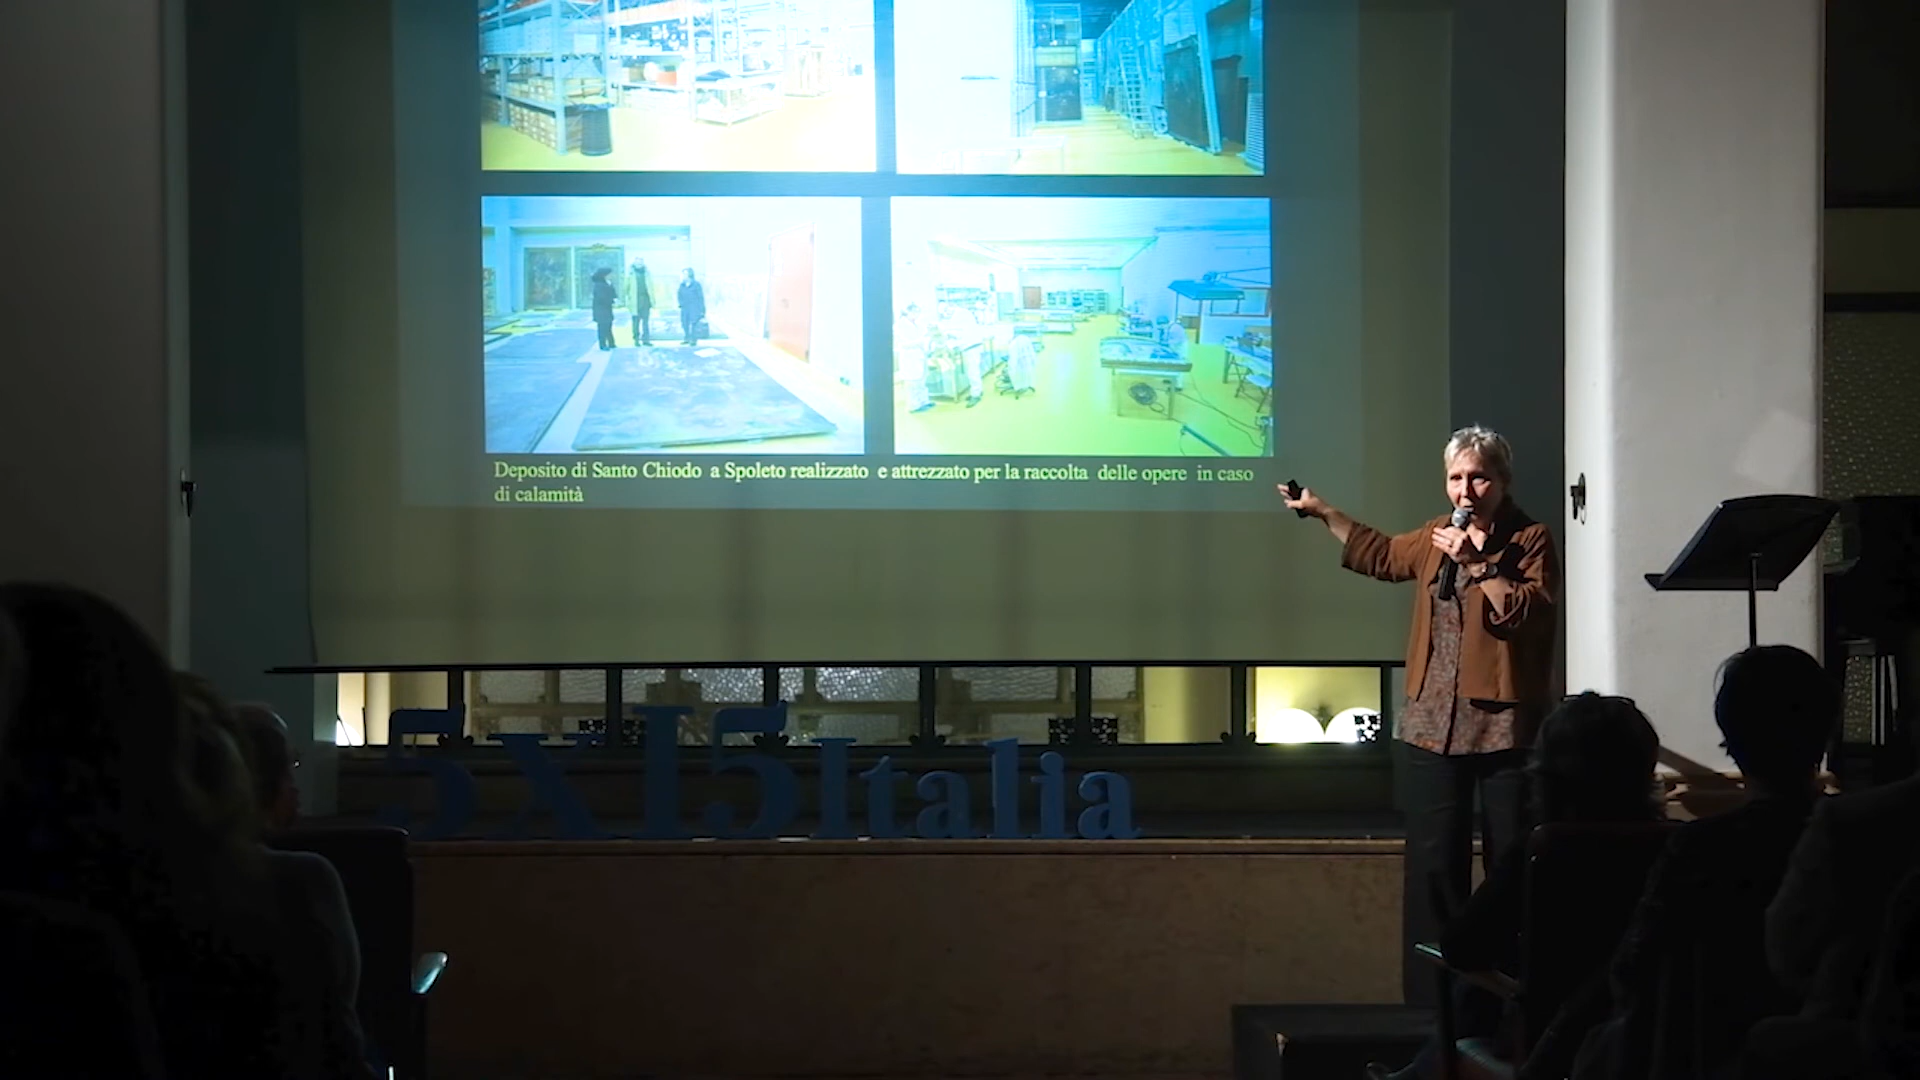 Deposito di Santo Chiodo a Spoleto realizzato e attrezzato per la raccolta delle opere in caso
di calamità
5x15Italia